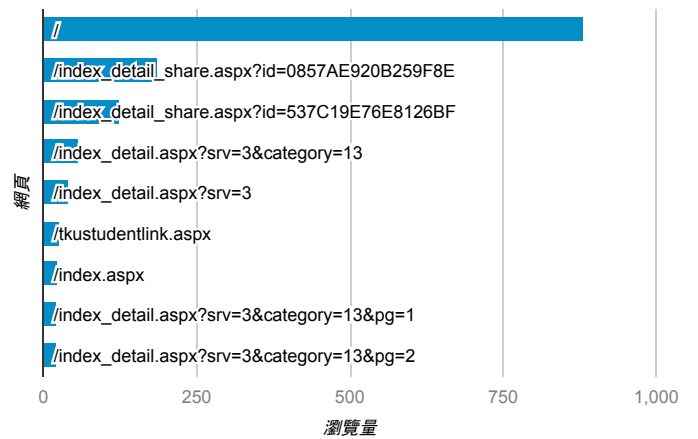 /
/index_detail_share.aspx?id=0857AE920B259F8E
/index_detail_share.aspx?id=537C19E76E8126BF
/index_detail.aspx?srv=3&category=13
/index_detail.aspx?srv=3
/tkustudentlink.aspx
/index.aspx
/index_detail.aspx?srv=3&category=13&pg=1
/index_detail.aspx?srv=3&category=13&pg=2
網頁
0 250 500 750 1,000
瀏覽量